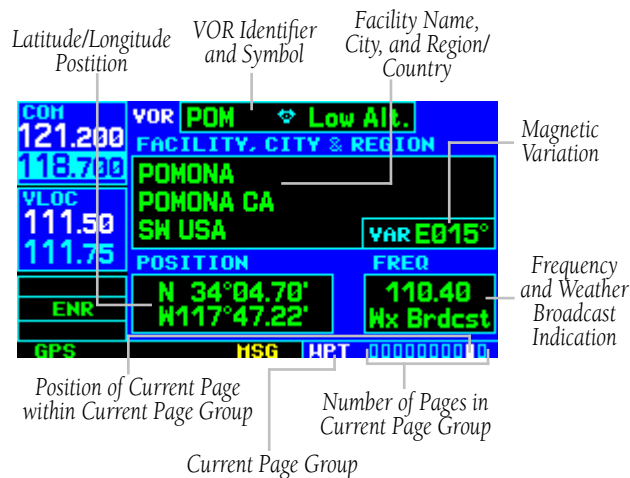 Latitude/Longitude
Postition
VOR Identifier
and Symbol
Facility Name,
City, and Region/
Country
Magnetic
Variation
COM
121.200
118.700
VLOC
111.50
111.75
ENR
GPS
VOR POM Low Alt.
FACILITY, CITY & REGION
POMONA
POMONA CA
SW USA
VAR E015°
POSITION
N 34°04.70'
W117°47.22'
FREQ
110.40
Wx Brdcst
MSG
WPT
Frequency
and Weather
Broadcast
Indication
Position of Current Page
within Current Page Group
Number of Pages in
Current Page Group
Current Page Group